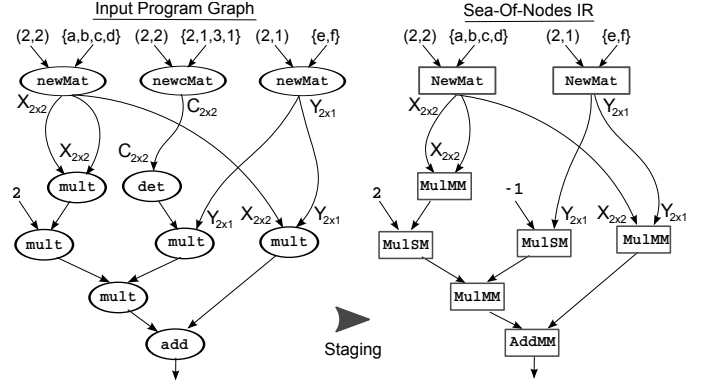 Input Program Graph
Sea-Of-Nodes IR
(2,2) {a,b,c,d} (2,2) {2,1,3,1} (2,1) {e,f}
(2,2) {a,b,c,d} (2,1) {e,f}
newMat newcMat newMat
NewMat NewMat
X2x2 C2x2 Y2x1
X2x2 Y2x1
X2x2 C2x2
X2x2
mult det
MulMM
2
2 -1
Y2x1 X2x2 Y2x1
Y2x1 X2x2 Y2x1
mult mult mult
MulSM MulSM MulMM
mult
MulMM
add
AddMM
Staging